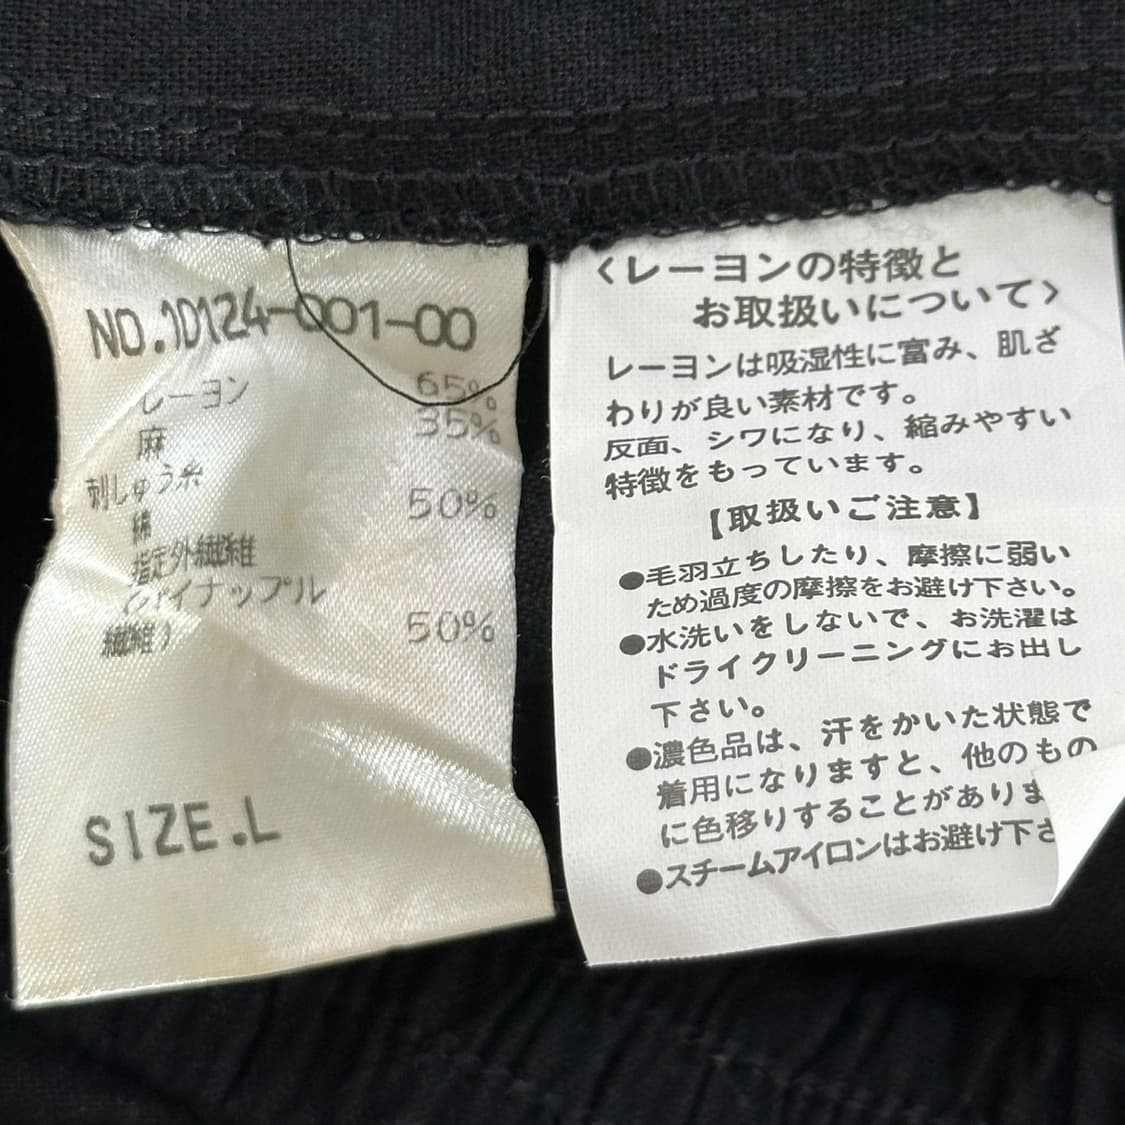 NO.10124-001-00
レーヨン 65%
麻 35%
刺しゅう糸
綿 50%
指定外繊維
(パイナップル
繊維) 50%
SIZE.L
<レーヨンの特徴と
お取扱いについて>
レーヨンは吸湿性に富み、肌ざ
わりが良い素材です。
反面、シワになり、縮みやすい
特徴をもっています。
【取扱いご注意】
●毛羽立ちしたり、摩擦に弱い
ため過度の摩擦をお避け下さい。
●水洗いをしないで、お洗濯は
ドライクリーニングにお出し
下さい。
●濃色品は、汗をかいた状態で
着用になりますと、他のもの
に色移りすることがありま
●スチームアイロンはお避け下さ